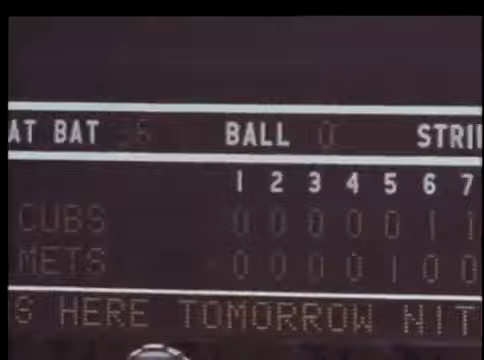 AT BAT 36 BALL 0 STRI
1 2 3 4 5 6 7
CUBS 0 0 0 0 0 1 1
METS 0 0 0 0 1 0 0
S HERE TOMORROW NIT